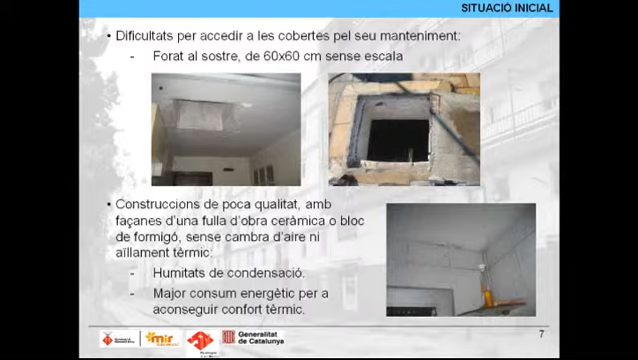 SITUACIÓ INICIAL
• Dificultats per accedir a les cobertes pel seu manteniment:
- Forat al sostre, de 60x60 cm sense escala
• Construccions de poca qualitat, amb
façanes d'una fulla d'obra ceràmica o bloc
de formigó, sense cambra d'aire ni
aïllament tèrmic:
- Humitats de condensació.
- Major consum energètic per a
aconseguir confort tèrmic.
mir
Generalitat
de Catalunya
7